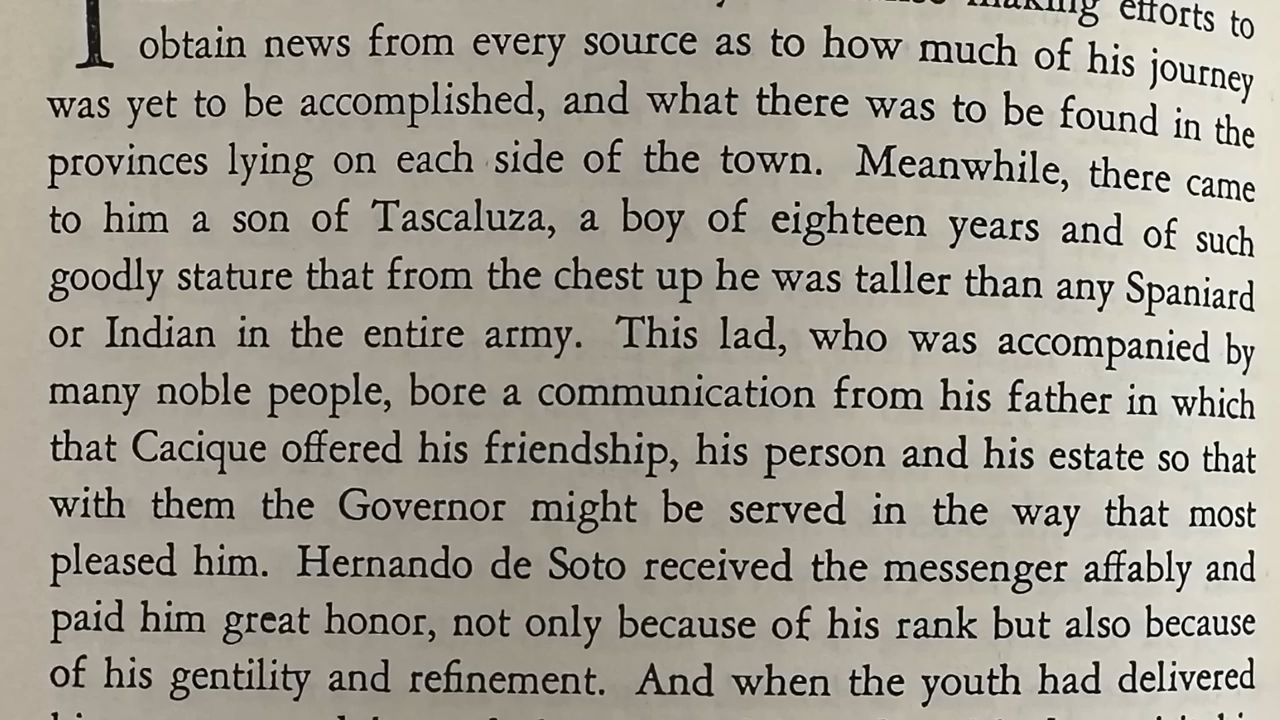 making efforts to
I obtain news from every source as to how much of his journey
was yet to be accomplished, and what there was to be found in the
provinces lying on each side of the town. Meanwhile, there came
to him a son of Tascaluza, a boy of eighteen years and of such
goodly stature that from the chest up he was taller than any Spaniard
or Indian in the entire army. This lad, who was accompanied by
many noble people, bore a communication from his father in which
that Cacique offered his friendship, his person and his estate so that
with them the Governor might be served in the way that most
pleased him. Hernando de Soto received the messenger affably and
paid him great honor, not only because of his rank but also because
of his gentility and refinement. And when the youth had delivered